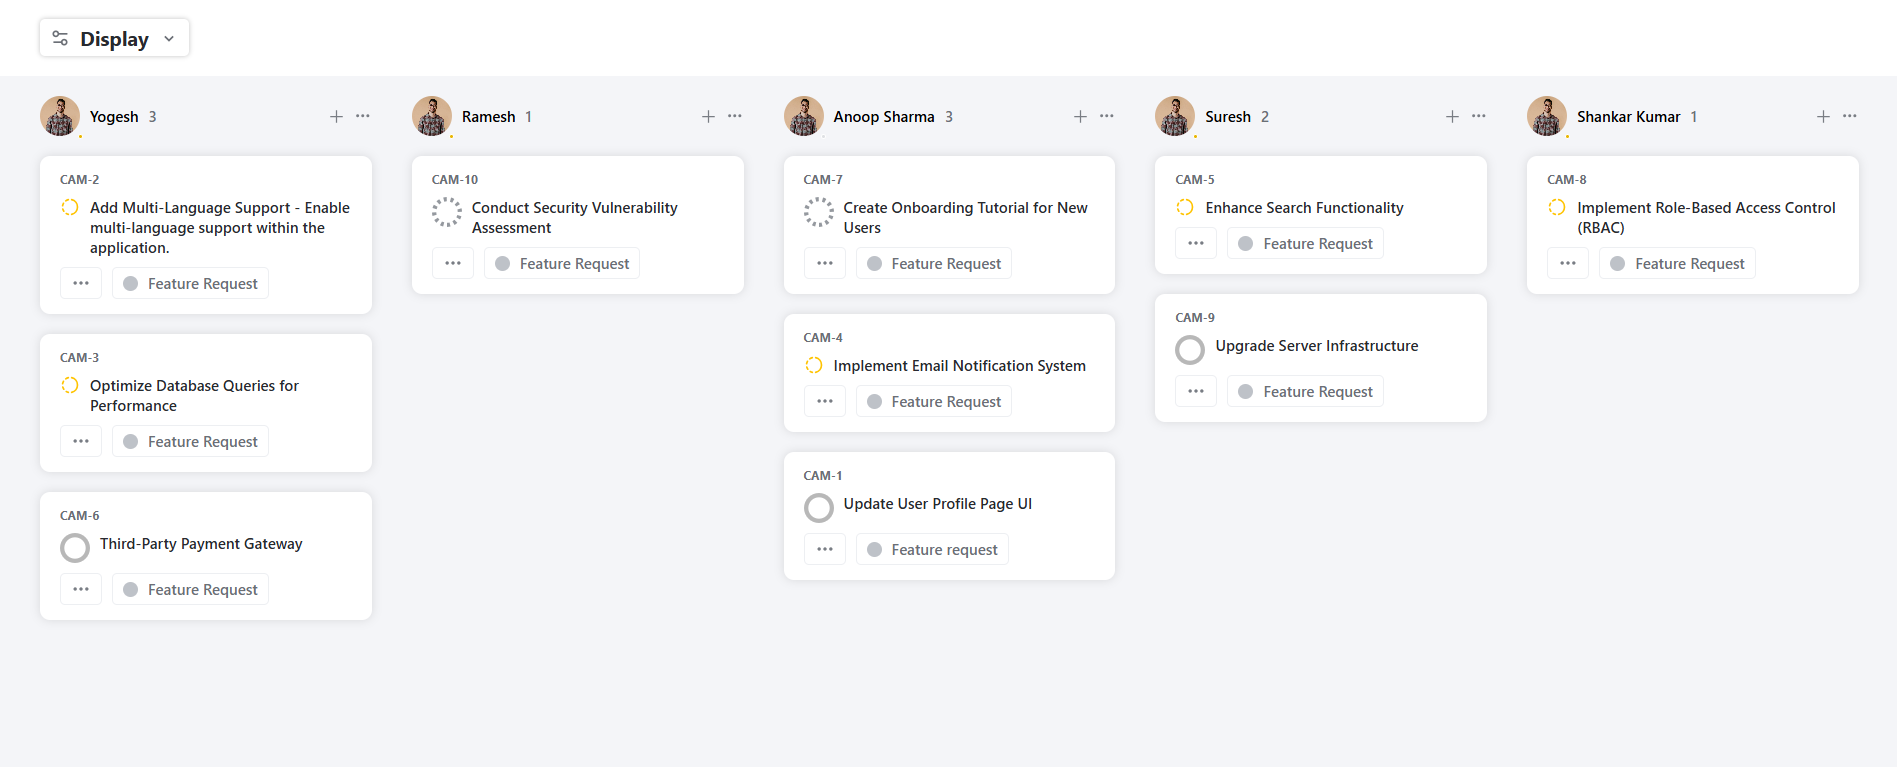 Display
Yogesh 3
CAM-2
Add Multi-Language Support - Enable
multi-language support within the
application.
Feature Request
CAM-3
Optimize Database Queries for
Performance
Feature Request
CAM-6
Third-Party Payment Gateway
Feature Request
Ramesh 1
CAM-10
Conduct Security Vulnerability
Assessment
Feature Request
Anoop Sharma 3
CAM-7
Create Onboarding Tutorial for New
Users
Feature Request
CAM-4
Implement Email Notification System
Feature Request
CAM-1
Update User Profile Page UI
Feature request
Suresh 2
CAM-5
Enhance Search Functionality
Feature Request
CAM-9
Upgrade Server Infrastructure
Feature Request
Shankar Kumar 1
CAM-8
Implement Role-Based Access Control
(RBAC)
Feature Request